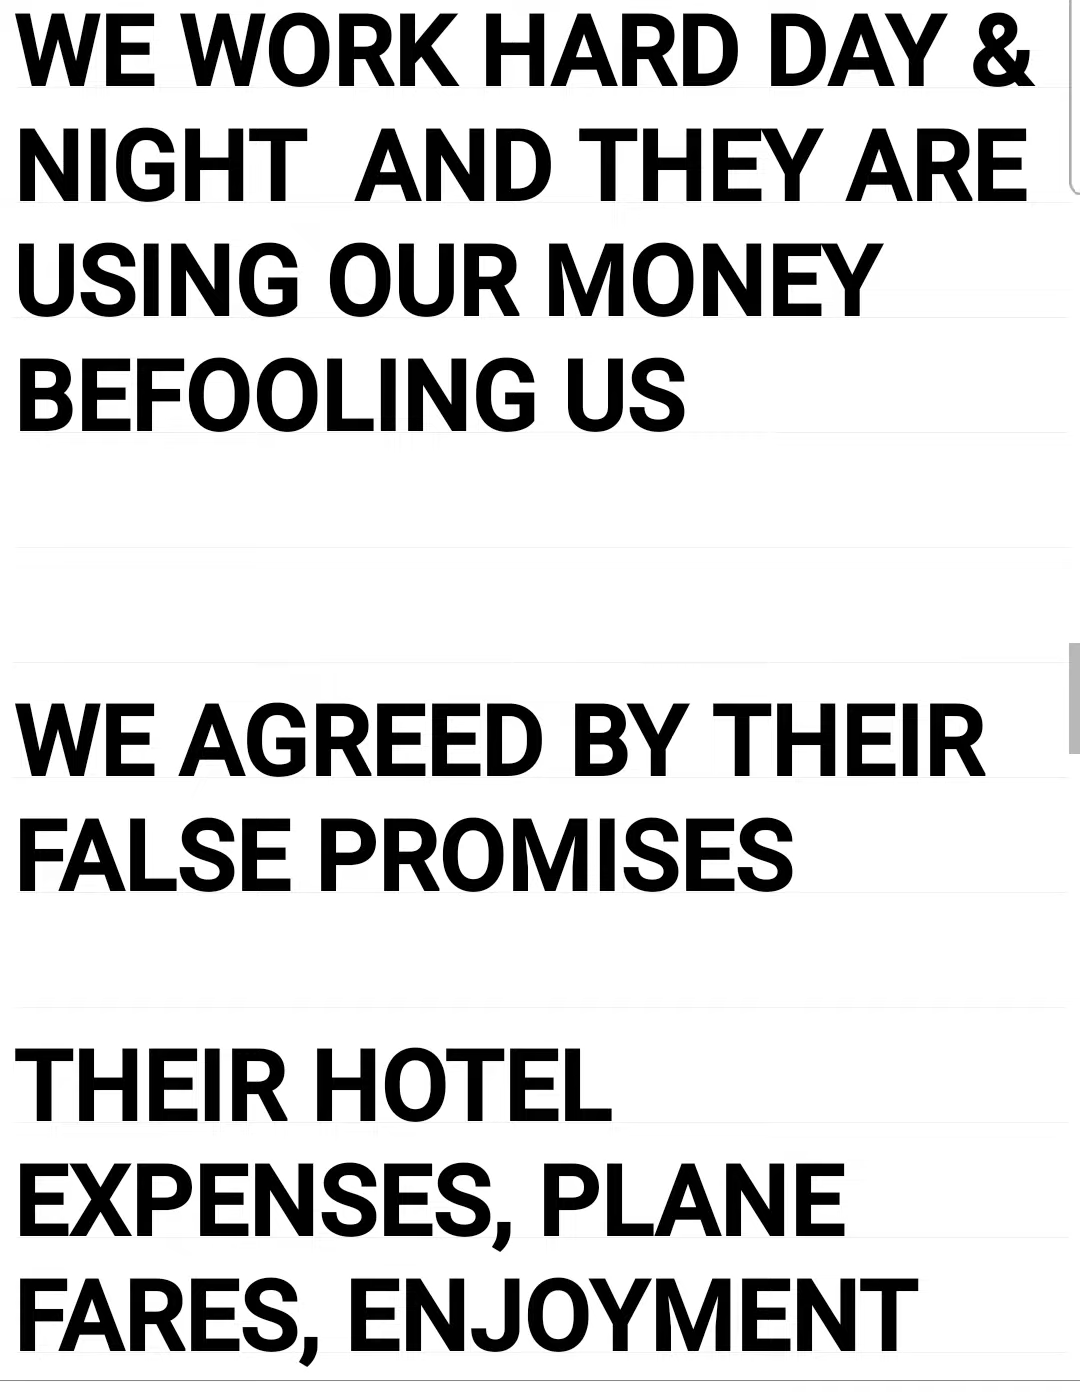 WE WORK HARD DAY &
NIGHT  AND THEY ARE
USING OUR MONEY
BEFOOLING US
WE AGREED BY THEIR
FALSE PROMISES
THEIR HOTEL
EXPENSES, PLANE
FARES, ENJOYMENT